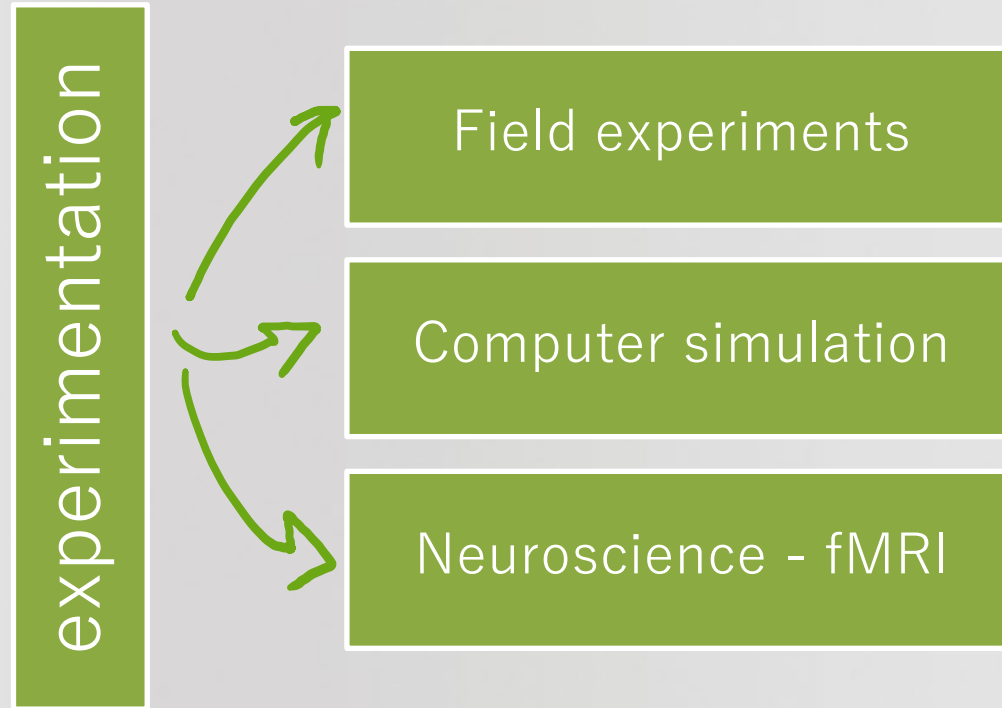 experimentation
Field experiments
Computer simulation
Neuroscience - fMRI